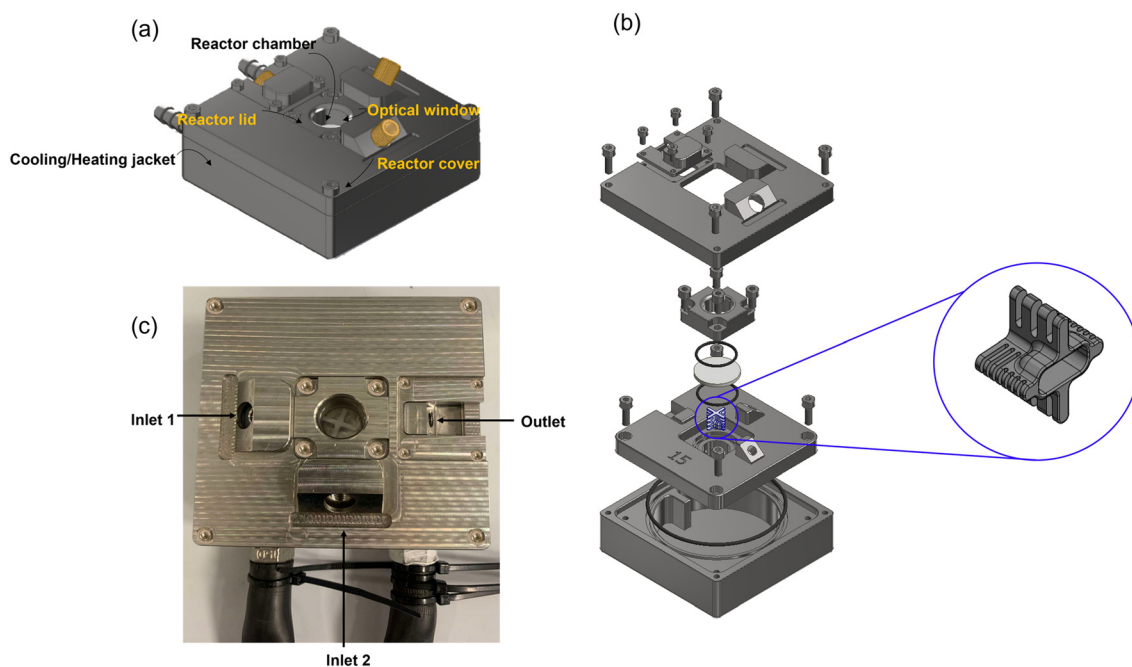 (a)
Reactor chamber
Reactor lid
Optical window
Cooling/Heating jacket
Reactor cover
(b)
15
(c)
Inlet 1
Outlet
Inlet 2